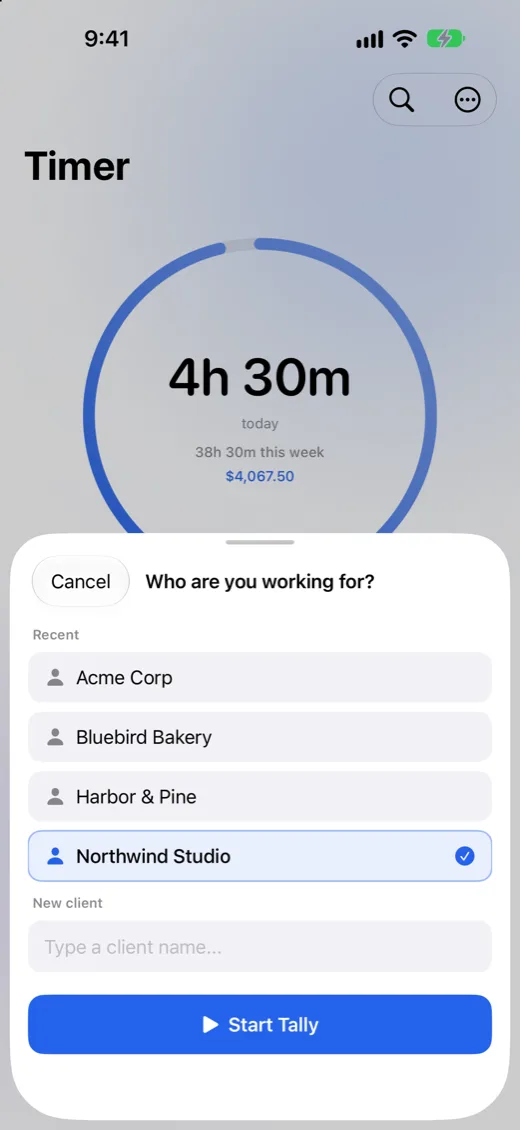 9:41
Timer
4h 30m
today
38h 30m this week
$4,067.50
Cancel
Who are you working for?
Recent
Acme Corp
Bluebird Bakery
Harbor & Pine
Northwind Studio
New client
Type a client name...
Start Tally